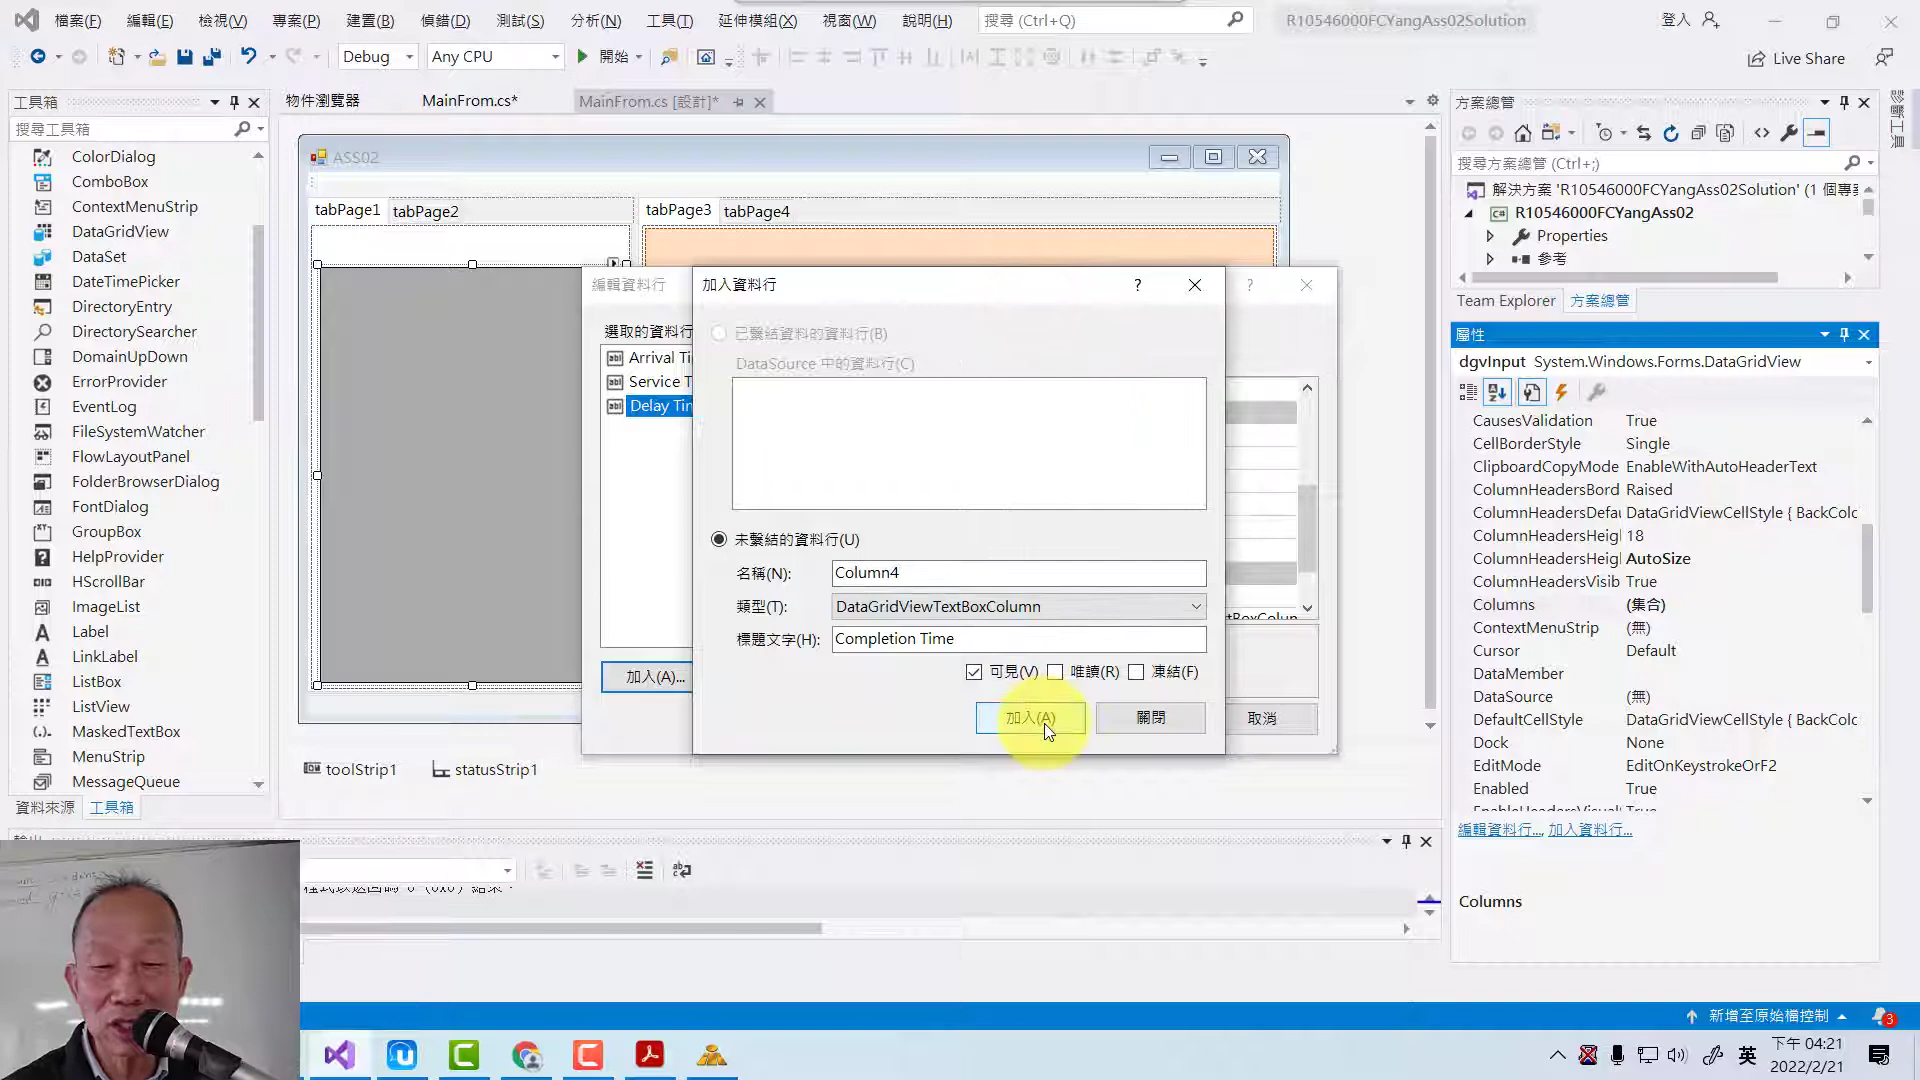 檔案(F) 編輯(E) 檢視(V) 專案(P) 建置(B) 偵錯(D) 測試(S) 分析(N) 工具(T) 延伸模組(X) 視窗(W) 說明(H) 搜尋 (Ctrl+Q) R10546000FCYangAss02Solution 登入
Debug Any CPU 開始 Live Share
工具箱
搜尋工具箱
ColorDialog
ComboBox
ContextMenuStrip
DataGridView
DataSet
DateTimePicker
DirectoryEntry
DirectorySearcher
DomainUpDown
ErrorProvider
EventLog
FileSystemWatcher
FlowLayoutPanel
FolderBrowserDialog
FontDialog
GroupBox
HelpProvider
HScrollBar
ImageList
Label
LinkLabel
ListBox
ListView
MaskedTextBox
MenuStrip
MessageQueue
資料來源 工具箱
物件瀏覽器 MainFrom.cs* MainFrom.cs [設計]*
ASS02
tabPage1 tabPage2 tabPage3 tabPage4
編輯資料行 ?
選取的資料行
Arrival Ti
Service T
Delay Tim
加入(A)...
取消
加入資料行 ?
已繫結資料的資料行(B)
DataSource 中的資料行(C)
未繫結的資料行(U)
名稱(N): Column4
類型(T): DataGridViewTextBoxColumn
標題文字(H): Completion Time
可見(V) 唯讀(R) 凍結(F)
加入(A) 關閉
toolStrip1 statusStrip1
方案總管
搜尋方案總管 (Ctrl+;)
解決方案 'R10546000FCYangAss02Solution' (1 個專案
R10546000FCYangAss02
Properties
參考
Team Explorer 方案總管
屬性
dgvInput System.Windows.Forms.DataGridView
CausesValidation True
CellBorderStyle Single
ClipboardCopyMode EnableWithAutoHeaderText
ColumnHeadersBord Raised
ColumnHeadersDefau DataGridViewCellStyle { BackColo
ColumnHeadersHeig 18
ColumnHeadersHeig AutoSize
ColumnHeadersVisib True
Columns (集合)
ContextMenuStrip (無)
Cursor Default
DataMember
DataSource (無)
DefaultCellStyle DataGridViewCellStyle { BackColo
Dock None
EditMode EditOnKeystrokeOrF2
Enabled True
EnableHeadersVisual True
編輯資料行..., 加入資料行...
Columns
新增至原始檔控制 3
英 下午 04:21
2022/2/21